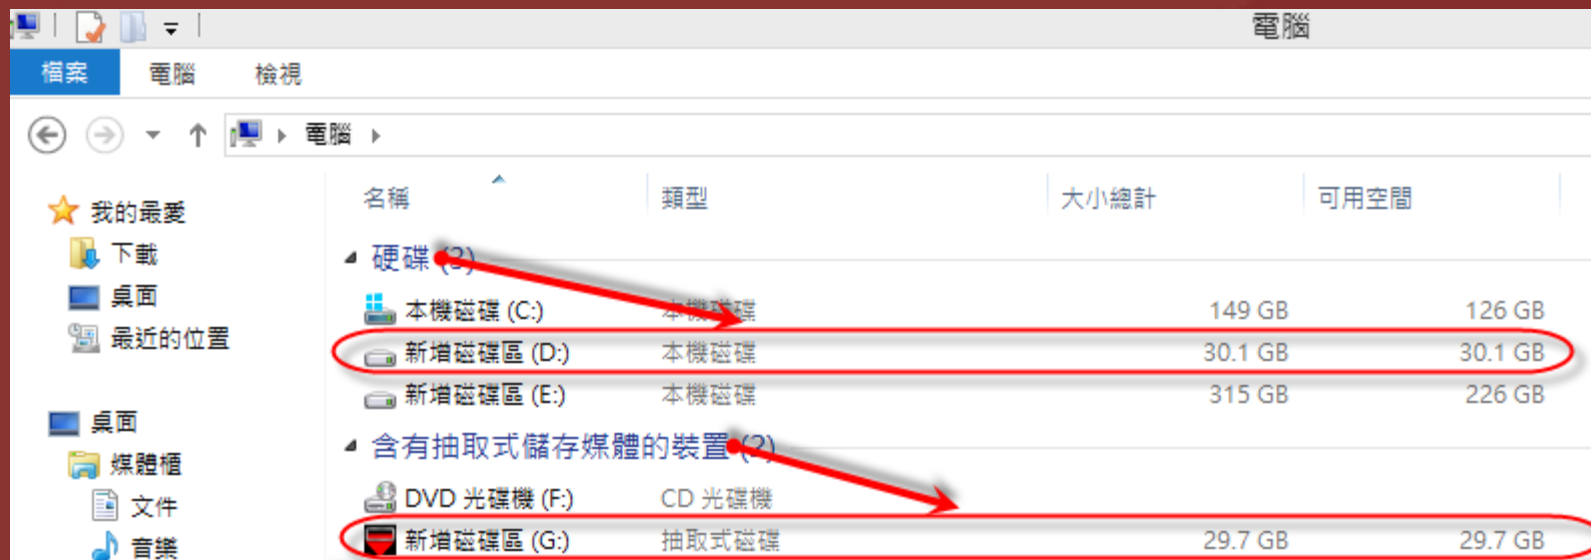 電腦
檔案 電腦 檢視
電腦
名稱 類型 大小總計 可用空間
我的最愛
下載
桌面
最近的位置
桌面
媒體櫃
文件
音樂
硬碟 (3)
本機磁碟 (C:) 本機磁碟 149 GB 126 GB
新增磁碟區 (D:) 本機磁碟 30.1 GB 30.1 GB
新增磁碟區 (E:) 本機磁碟 315 GB 226 GB
含有抽取式儲存媒體的裝置 (2)
DVD 光碟機 (F:) CD 光碟機
新增磁碟區 (G:) 抽取式磁碟 29.7 GB 29.7 GB